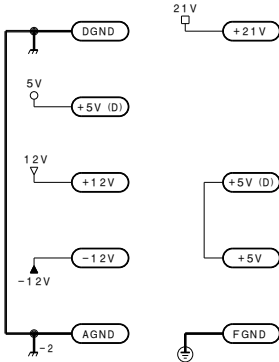 21V
DGND
+21V
5V
+5V (D)
12V
+12V
+5V (D)
-12V
+5V
-12V
AGND
FGND
-2